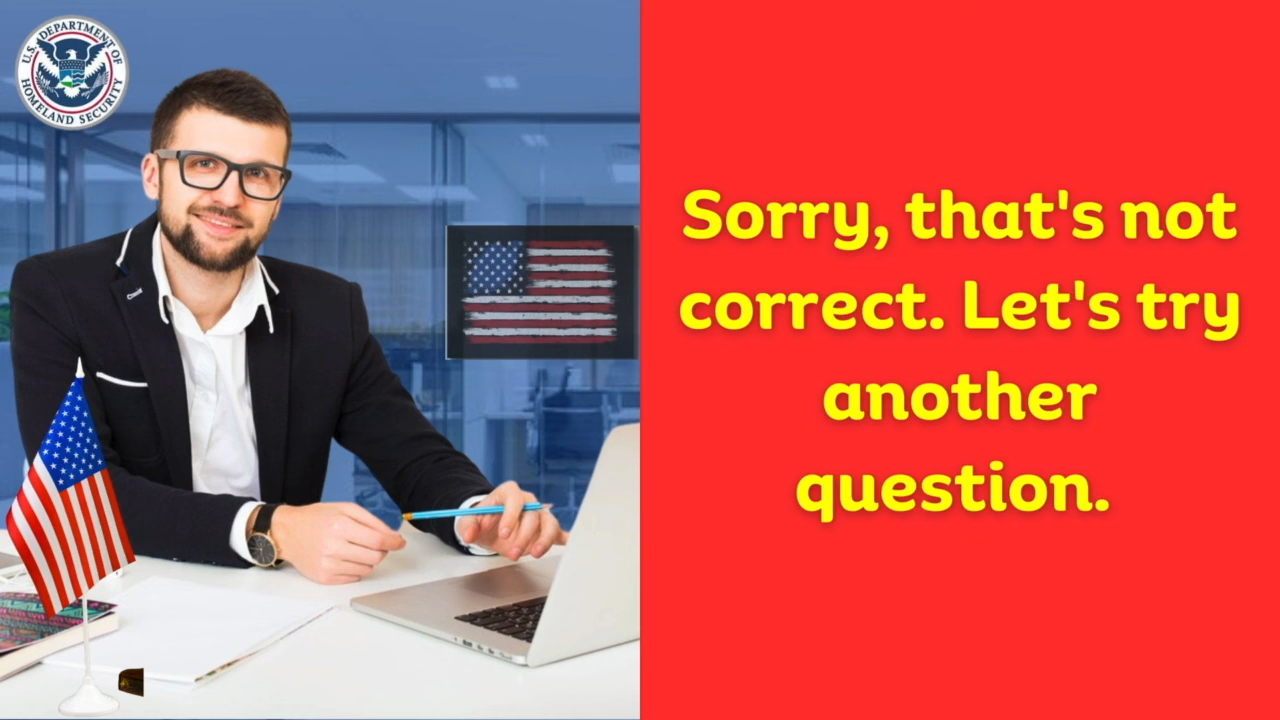 U.S. DEPARTMENT OF
HOMELAND SECURITY
Sorry, that's not
correct. Let's try
another
question.